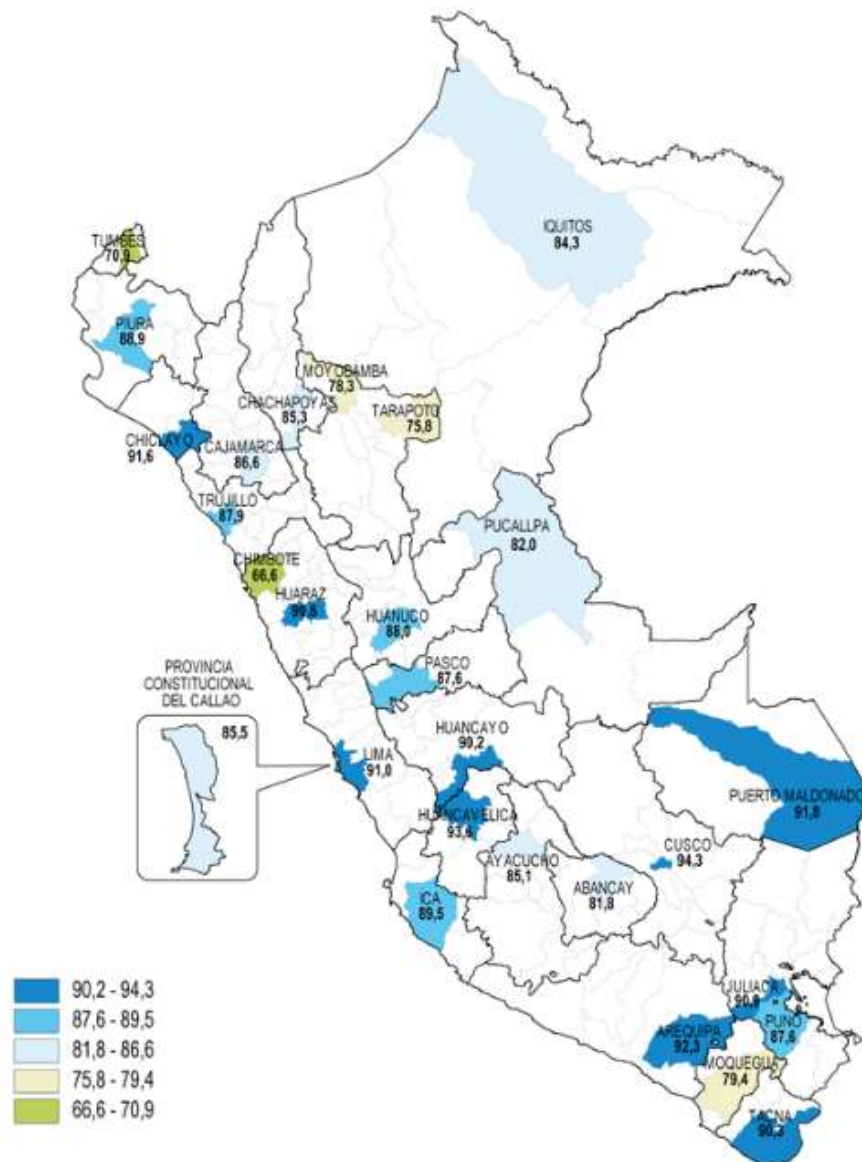 IQUITOS
84,3
TUMBES
70,9
PIURA
88,9
MOYOBAMBA
78,3
CHACHAPOYAS
85,3
TARAPOTO
75,8
CHICLAYO
91,6
CAJAMARCA
86,6
TRUJILLO
87,9
PUCALLPA
82,0
CHIMBOTE
66,6
HUARAZ
HUANUCO
88,0
PASCO
87,6
PROVINCIA
CONSTITUCIONAL
DEL CALLAO
85,5
HUANCAYO
90,2
LIMA
91,0
PUERTO MALDONADO
91,8
HUANCAVELICA
93,6
CUSCO
94,3
AYACUCHO
85,1
ABANCAY
81,8
ICA
89,5
JULIACA
PUNO
87,6
AREQUIPA
92,3
MOQUEGUA
79,4
TACNA
90,3
90,2 - 94,3
87,6 - 89,5
81,8 - 86,6
75,8 - 79,4
66,6 - 70,9